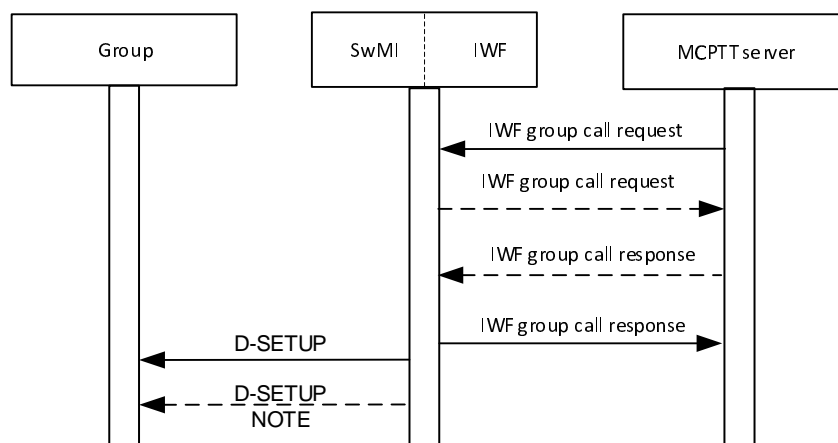 Group
SwMI
IWF
MCPTT server
IWF group call request
IWF group call request
IWF group call response
IWF group call response
D-SETUP
D-SETUP
NOTE